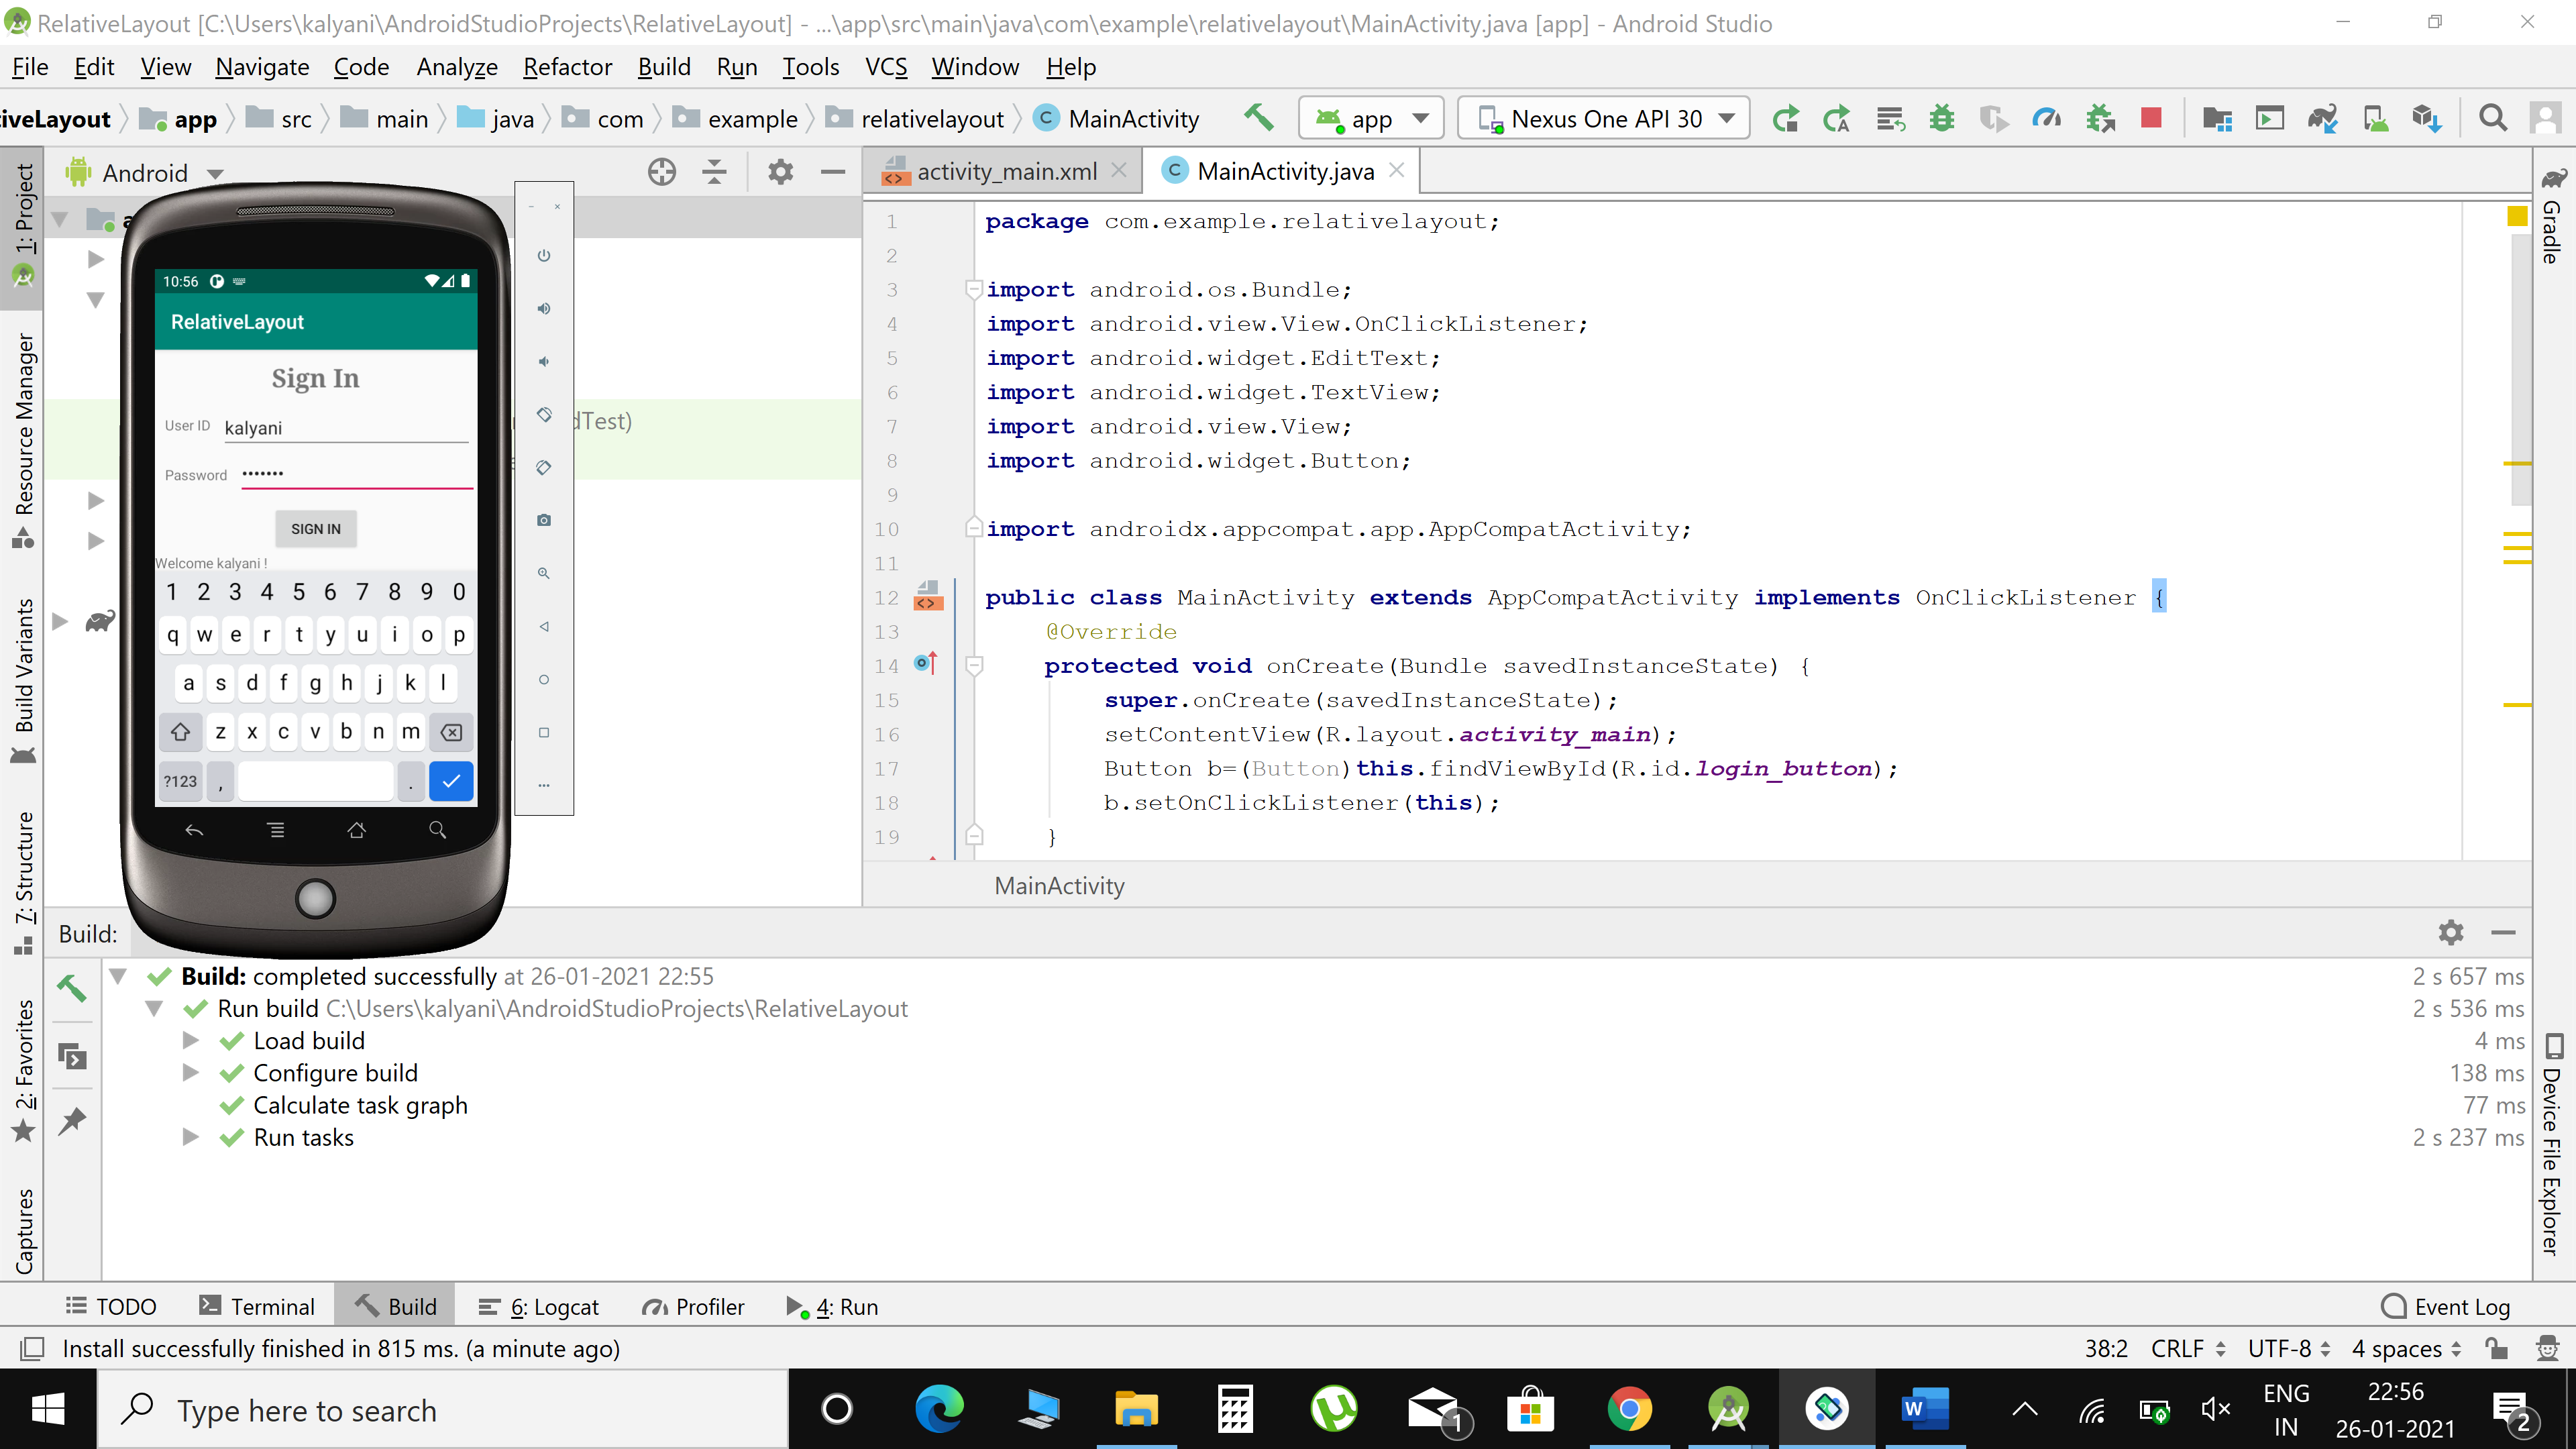 RelativeLayout [C:\Users\kalyani\AndroidStudioProjects\RelativeLayout] - ...\app\src\main\java\com\example\relativelayout\MainActivity.java [app] - Android Studio
File Edit View Navigate Code Analyze Refactor Build Run Tools VCS Window Help
iveLayout app src main java com example relativelayout MainActivity app Nexus One API 30
Android
activity_main.xml MainActivity.java
1: Project
Resource Manager
Build Variants
7: Structure
2: Favorites
Captures
dTest)
10:56
RelativeLayout
Sign In
User ID kalyani
Password •••••••
SIGN IN
Welcome kalyani !
1 2 3 4 5 6 7 8 9 0
q w e r t y u i o p
a s d f g h j k l
z x c v b n m
?123 , .
1 package com.example.relativelayout;
2
3 import android.os.Bundle;
4 import android.view.View.OnClickListener;
5 import android.widget.EditText;
6 import android.widget.TextView;
7 import android.view.View;
8 import android.widget.Button;
9
10 import androidx.appcompat.app.AppCompatActivity;
11
12 public class MainActivity extends AppCompatActivity implements OnClickListener {
13 @Override
14 protected void onCreate(Bundle savedInstanceState) {
15 super.onCreate(savedInstanceState);
16 setContentView(R.layout.activity_main);
17 Button b=(Button)this.findViewById(R.id.login_button);
18 b.setOnClickListener(this);
19 }
MainActivity
Gradle
Device File Explorer
Build:
Build: completed successfully at 26-01-2021 22:55 2 s 657 ms
Run build C:\Users\kalyani\AndroidStudioProjects\RelativeLayout 2 s 536 ms
Load build 4 ms
Configure build 138 ms
Calculate task graph 77 ms
Run tasks 2 s 237 ms
TODO Terminal Build 6: Logcat Profiler 4: Run Event Log
Install successfully finished in 815 ms. (a minute ago) 38:2 CRLF UTF-8 4 spaces
Type here to search 1 W ENG 22:56
IN 26-01-2021 2